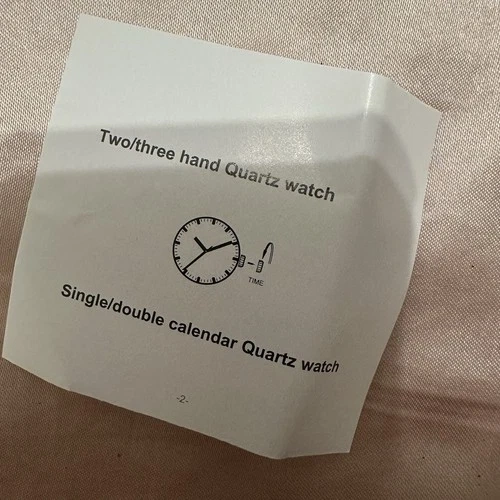 Two/three hand Quartz watch
TIME
Single/double calendar Quartz watch
-2-